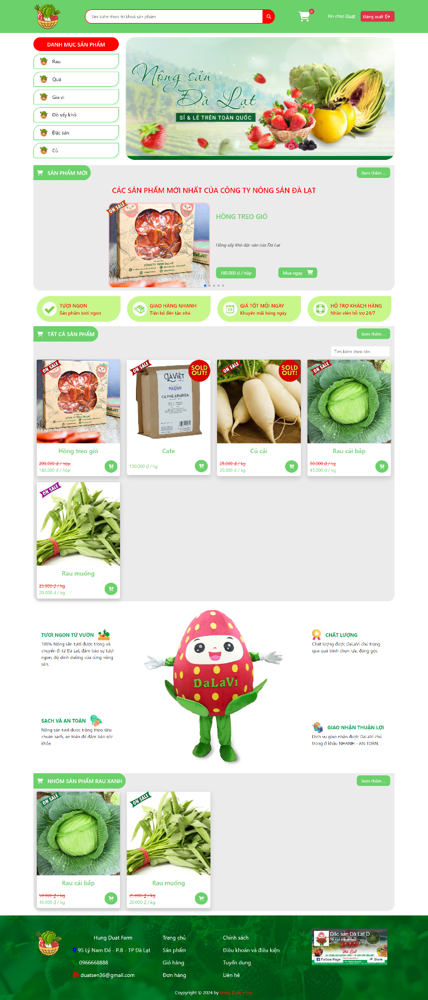 Tìm kiếm theo từ khoá sản phẩm
0
Xin chào Duat
Đăng xuất
DANH MỤC SẢN PHẨM
Rau
Quả
Gia vị
Đồ sấy khô
Đặc sản
Củ
Nông sản
Đà Lạt
SỈ & LẺ TRÊN TOÀN QUỐC
SẢN PHẨM MỚI
Xem thêm ...
CÁC SẢN PHẨM MỚI NHẤT CỦA CÔNG TY NÔNG SẢN ĐÀ LẠT
ON SALE
CÔNG TY TNHH DaLaVi
HỒNG TREO GIÓ
Hồng sấy khô đặc sản của Đà Lạt
180.000 đ / hộp
Mua ngay
TƯƠI NGON
Sản phẩm tươi ngon
GIAO HÀNG NHANH
Tiện lợi đến tận nhà
GIÁ TỐT MỖI NGÀY
Khuyến mãi hàng ngày
HỖ TRỢ KHÁCH HÀNG
Nhân viên hỗ trợ 24/7
TẤT CẢ SẢN PHẨM
Xem thêm ...
Tìm kiếm theo tên
ON SALE
DaLaVi
CÔNG TY TNHH DaLaVi
Hồng treo gió
200.000 đ / hộp
180.000 đ / hộp
ON SALE
SOLD OUT!
LàViệt
PRENN
CÀ PHÊ ARABICA
Cafe
150.000 ₫ / kg
ON SALE
SOLD OUT!
Củ cải
25.000 đ / kg
20.000 đ / kg
ON SALE
Rau cải bắp
50.000 đ / kg
45.000 đ / kg
ON SALE
Rau muống
25.000 ₫ / kg
20.000 đ / kg
TƯƠI NGON TỪ VƯỜN
100% Nông sản tươi được trồng và
chuyển đi từ Đà Lạt, đảm bảo sự tươi
ngon, độ dinh dưỡng của từng nông
sản.
CHẤT LƯỢNG
Chất lượng được DaLaVi chú trọng
qua quá trình chọn lựa, đóng gói.
DaLaVi
SẠCH VÀ AN TOÀN
Nông sản tươi được trồng theo tiêu
chuẩn sạch, an toàn để đảm bảo sức
khỏe.
GIAO NHẬN THUẬN LỢI
Dịch vụ giao nhận được DaLaVi chú
trọng ở khâu NHANH - AN TOÀN.
NHÓM SẢN PHẨM RAU XANH
Xem thêm ...
ON SALE
Rau cải bắp
50.000 ₫ / kg
45.000 ₫ / kg
ON SALE
Rau muống
25.000 ₫ / kg
20.000 ₫ / kg
Hung Duat Farm
95 Lý Nam Đế - P.8 - TP Đà Lạt
0966668888
duatsen36@gmail.com
Trang chủ
Sản phẩm
Giỏ hàng
Đơn hàng
Chính sách
Điều khoản và điều kiện
Tuyển dụng
Liên hệ
Đặc sản Đà Lạt D...
followers
Đà Lạt
Follow Page
Share
Coypyright © 2024 by Hung Duat Corp